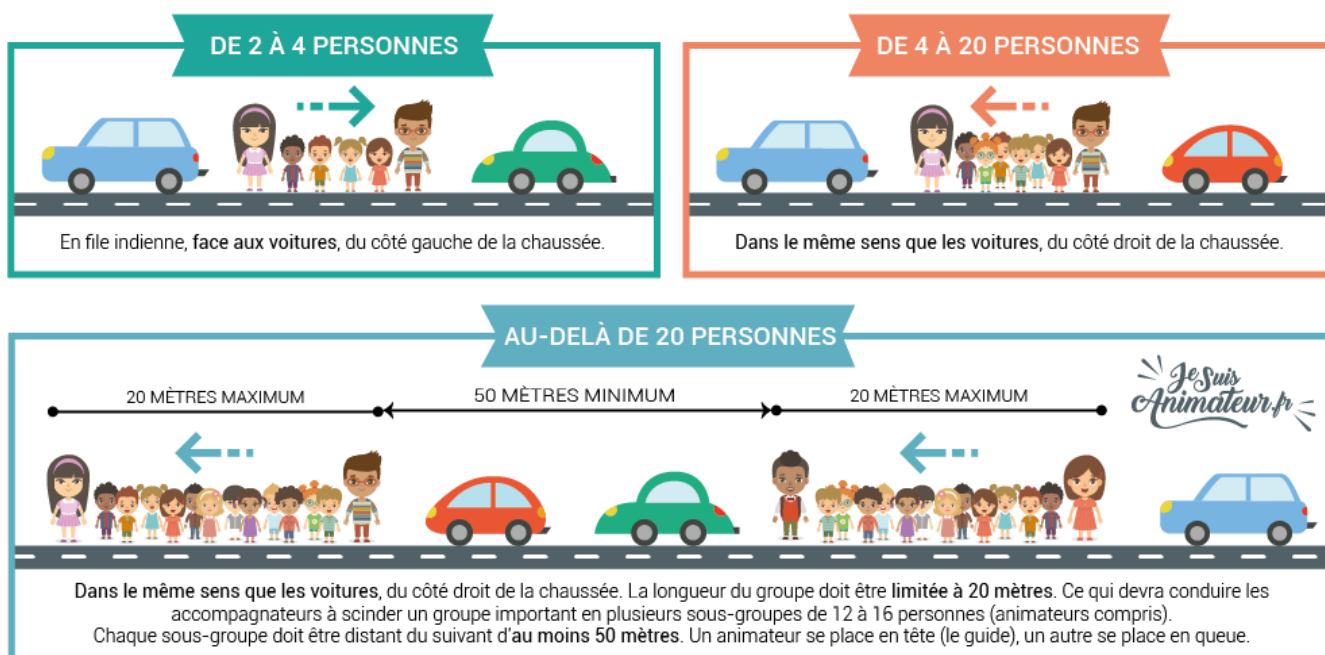 DE 2 À 4 PERSONNES
En file indienne, face aux voitures, du côté gauche de la chaussée.
DE 4 À 20 PERSONNES
Dans le même sens que les voitures, du côté droit de la chaussée.
AU-DELÀ DE 20 PERSONNES
20 MÈTRES MAXIMUM
50 MÈTRES MINIMUM
20 MÈTRES MAXIMUM
Je Suis
Animateur.fr
Dans le même sens que les voitures, du côté droit de la chaussée. La longueur du groupe doit être limitée à 20 mètres. Ce qui devra conduire les
accompagnateurs à scinder un groupe important en plusieurs sous-groupes de 12 à 16 personnes (animateurs compris).
Chaque sous-groupe doit être distant du suivant d'au moins 50 mètres. Un animateur se place en tête (le guide), un autre se place en queue.